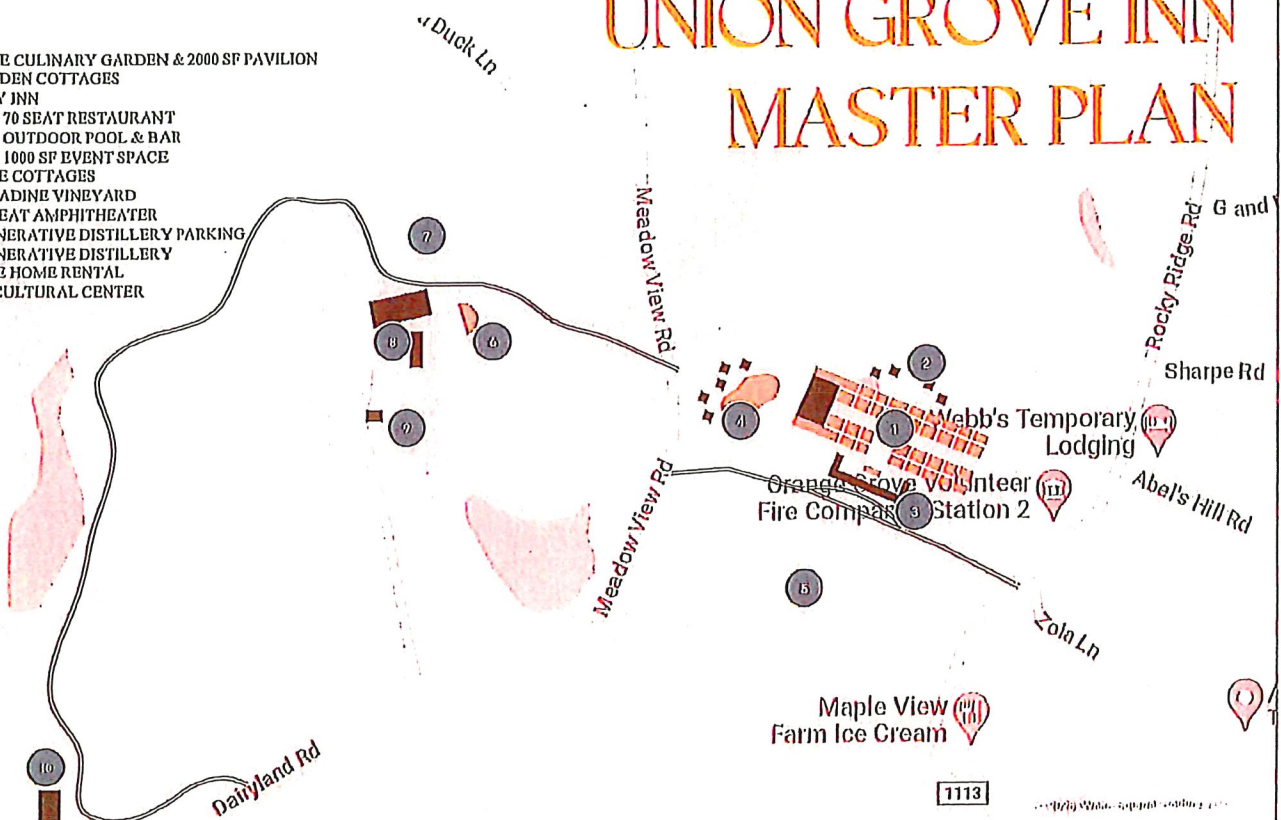 UNION GROVE INN
MASTER PLAN
E CULINARY GARDEN & 2000 SF PAVILION
DEN COTTAGES
Y INN
70 SEAT RESTAURANT
OUTDOOR POOL & BAR
1000 SF EVENT SPACE
E COTTAGES
ADINE VINEYARD
EAT AMPHITHEATER
NERATIVE DISTILLERY PARKING
NERATIVE DISTILLERY
E HOME RENTAL
CULTURAL CENTER
Duck Ln
Meadow View Rd
Rocky Ridge Rd
G and
Sharpe Rd
7
8
6
9
2
4
1
Webb's Temporary
Lodging
Abel's Hill Rd
Orange Grove Volunteer
Fire Company Station 2
3
Meadow View Rd
5
Zola Ln
Maple View
Farm Ice Cream
10
Dairyland Rd
1113